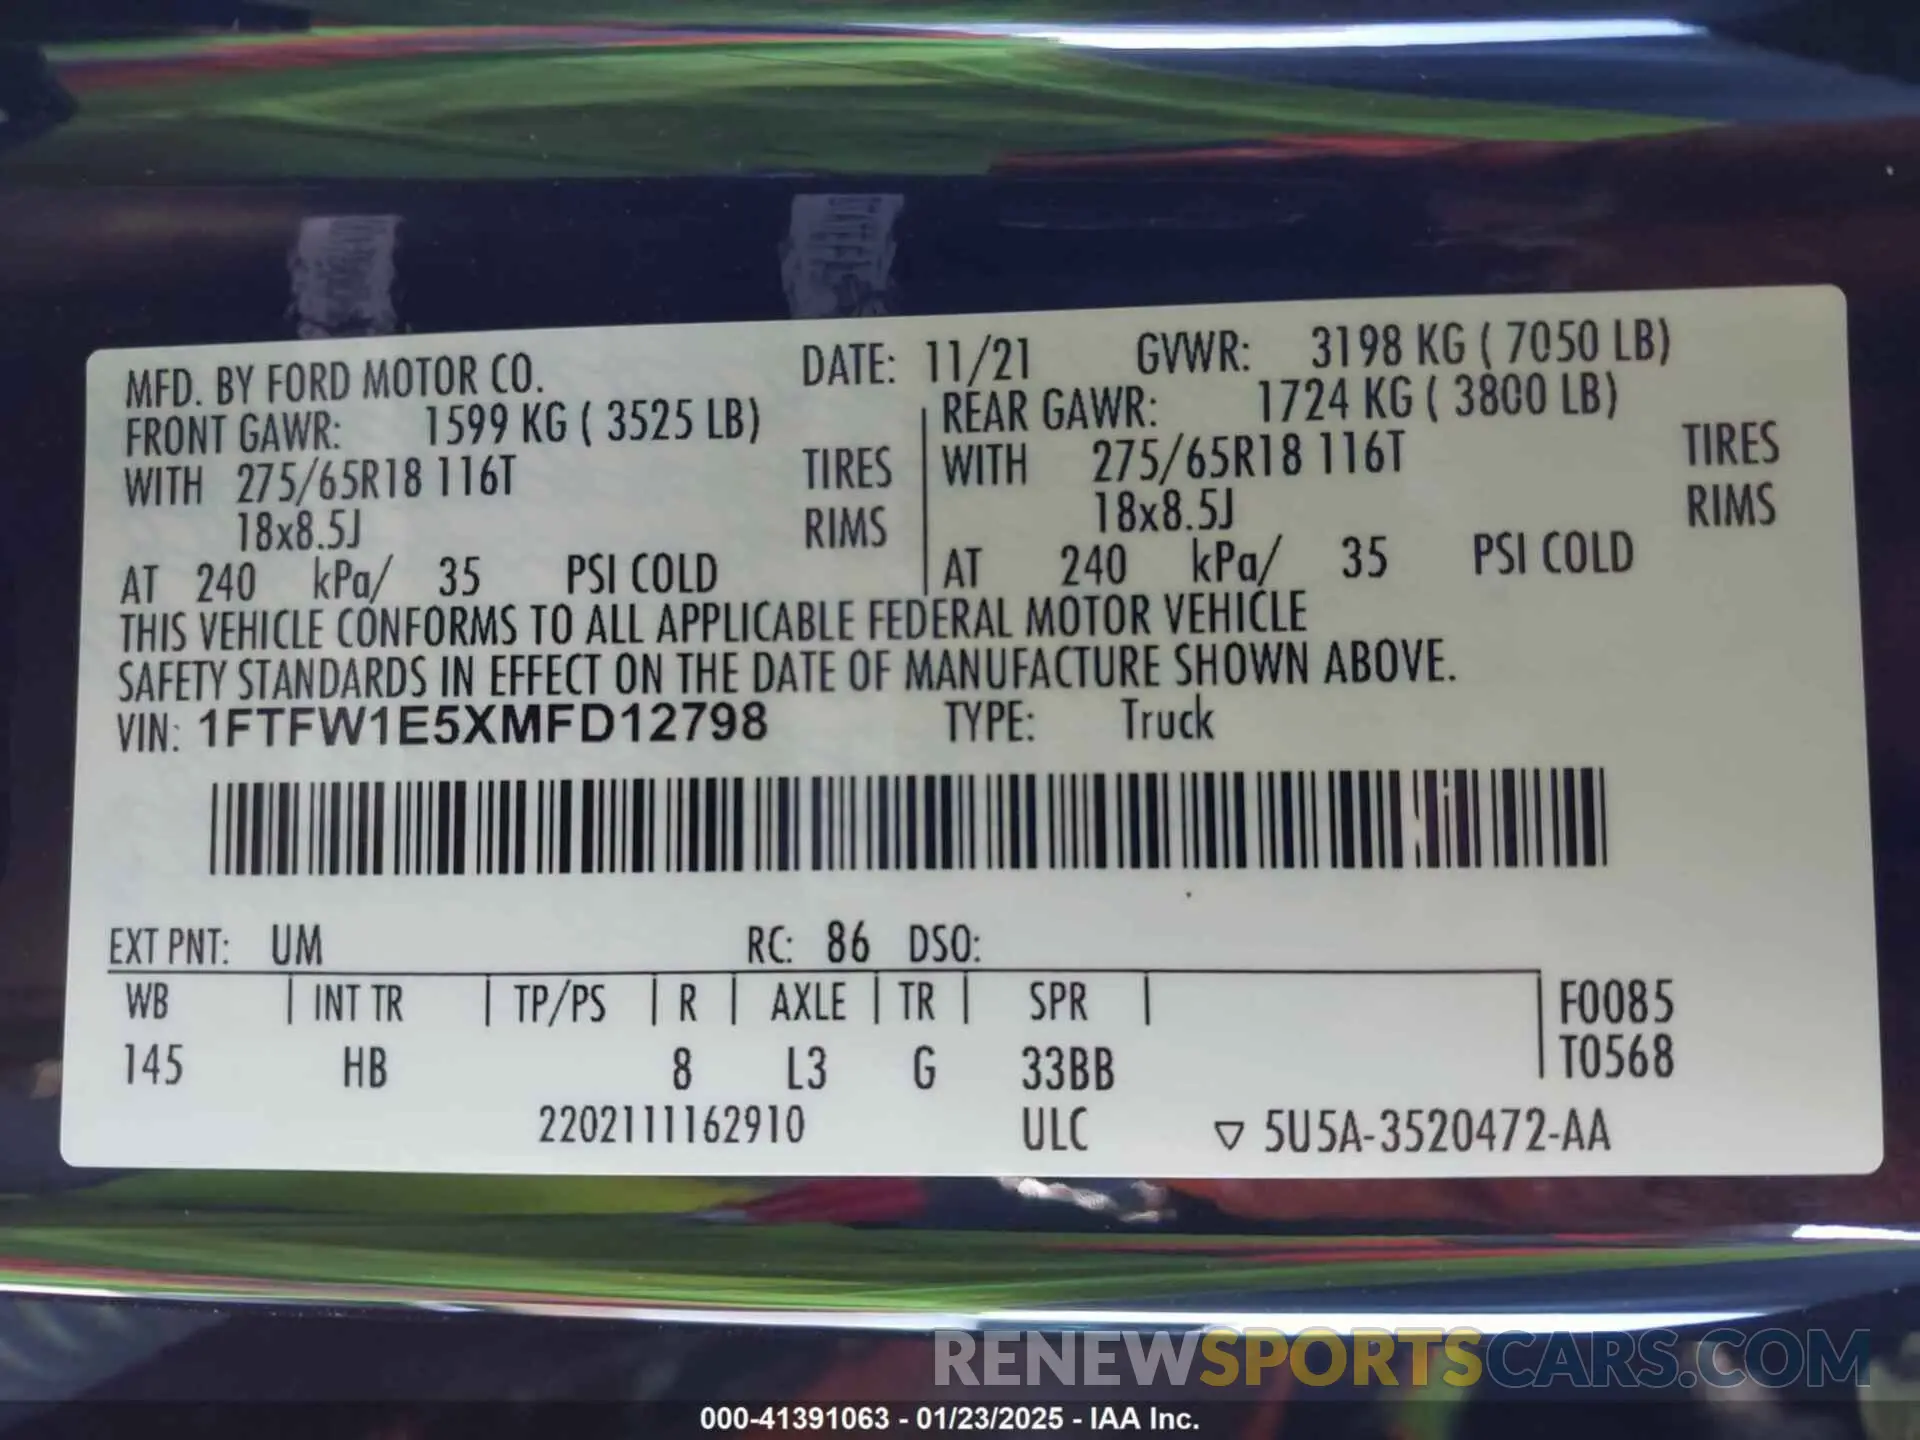 MFD. BY FORD MOTOR CO. DATE: 11/21 GVWR: 3198 KG ( 7050 LB)
FRONT GAWR: 1599 KG ( 3525 LB) REAR GAWR: 1724 KG ( 3800 LB)
WITH 275/65R18 116T TIRES WITH 275/65R18 116T TIRES
18x8.5J RIMS 18x8.5J RIMS
AT 240 kPa/ 35 PSI COLD AT 240 kPa/ 35 PSI COLD
THIS VEHICLE CONFORMS TO ALL APPLICABLE FEDERAL MOTOR VEHICLE
SAFETY STANDARDS IN EFFECT ON THE DATE OF MANUFACTURE SHOWN ABOVE.
VIN: 1FTFW1E5XMFD12798 TYPE: Truck
EXT PNT: UM RC: 86 DSO:
WB INT TR TP/PS R AXLE TR SPR F0085
145 HB 8 L3 G 33BB T0568
2202111162910 ULC ▽ 5U5A-3520472-AA
RENEWSPORTSCARS.COM
000-41391063 - 01/23/2025 - IAA Inc.